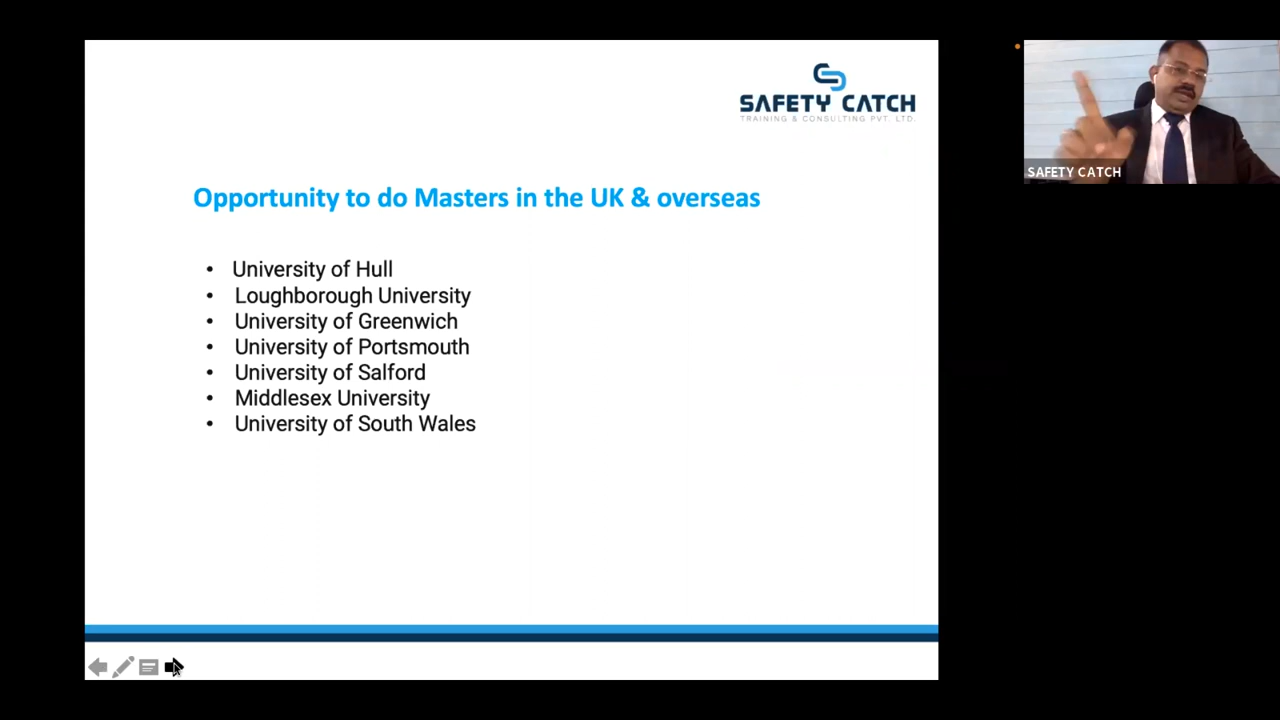 SAFETY CATCH
TRAINING & CONSULTING PVT. LTD.
SAFETY CATCH
Opportunity to do Masters in the UK & overseas
• University of Hull
• Loughborough University
• University of Greenwich
• University of Portsmouth
• University of Salford
• Middlesex University
• University of South Wales